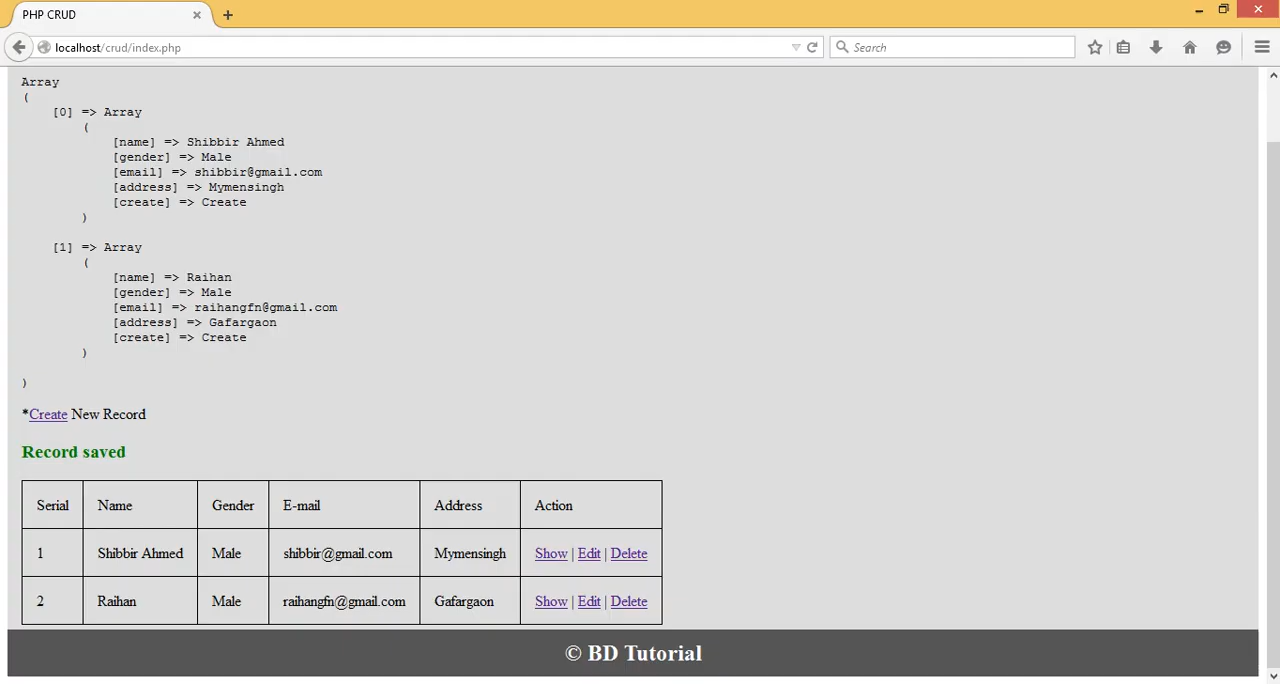 PHP CRUD
localhost/crud/index.php
Search
Array
(
    [0] => Array
        (
            [name] => Shibbir Ahmed
            [gender] => Male
            [email] => shibbir@gmail.com
            [address] => Mymensingh
            [create] => Create
        )
    [1] => Array
        (
            [name] => Raihan
            [gender] => Male
            [email] => raihangfn@gmail.com
            [address] => Gafargaon
            [create] => Create
        )
)
*Create New Record
Record saved
Serial Name Gender E-mail Address Action
1 Shibbir Ahmed Male shibbir@gmail.com Mymensingh Show | Edit | Delete
2 Raihan Male raihangfn@gmail.com Gafargaon Show | Edit | Delete
© BD Tutorial